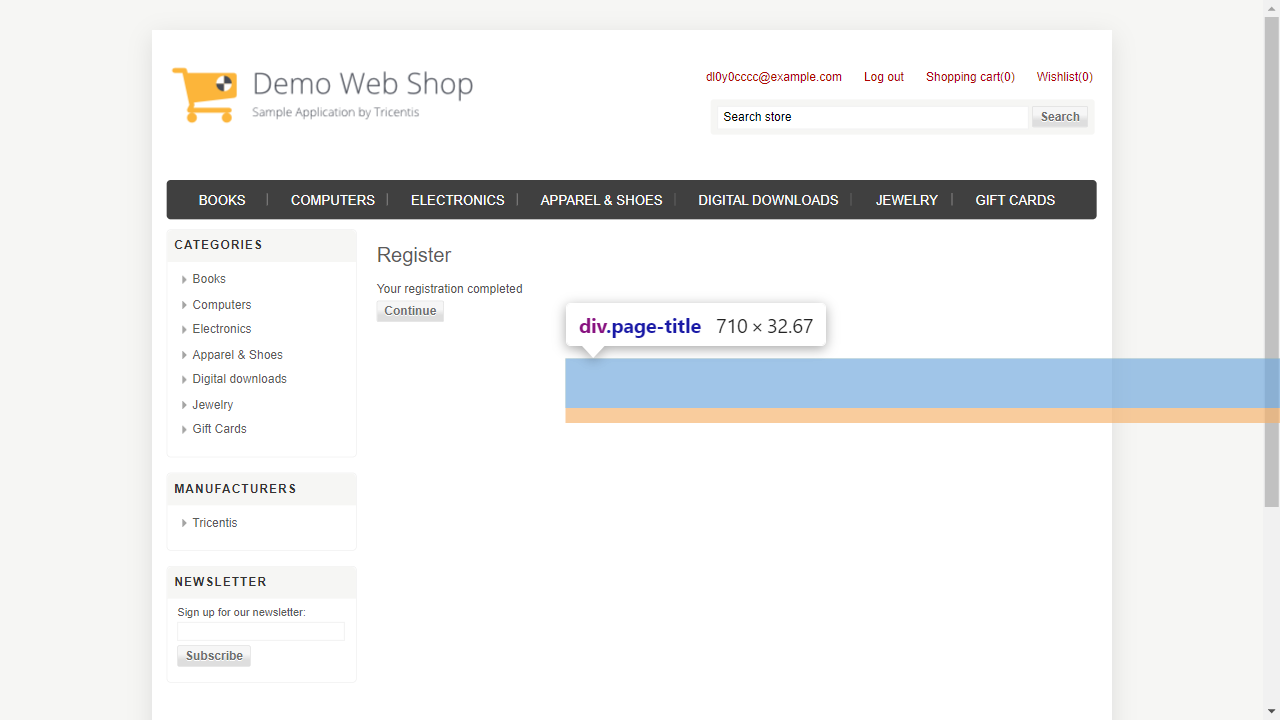 Demo Web Shop
Sample Application by Tricentis
dl0y0cccc@example.com Log out Shopping cart(0) Wishlist(0)
Search store Search
BOOKS COMPUTERS ELECTRONICS APPAREL & SHOES DIGITAL DOWNLOADS JEWELRY GIFT CARDS
CATEGORIES
Books
Computers
Electronics
Apparel & Shoes
Digital downloads
Jewelry
Gift Cards
MANUFACTURERS
Tricentis
NEWSLETTER
Sign up for our newsletter:
Subscribe
Register
Your registration completed
Continue
div.page-title 710 × 32.67